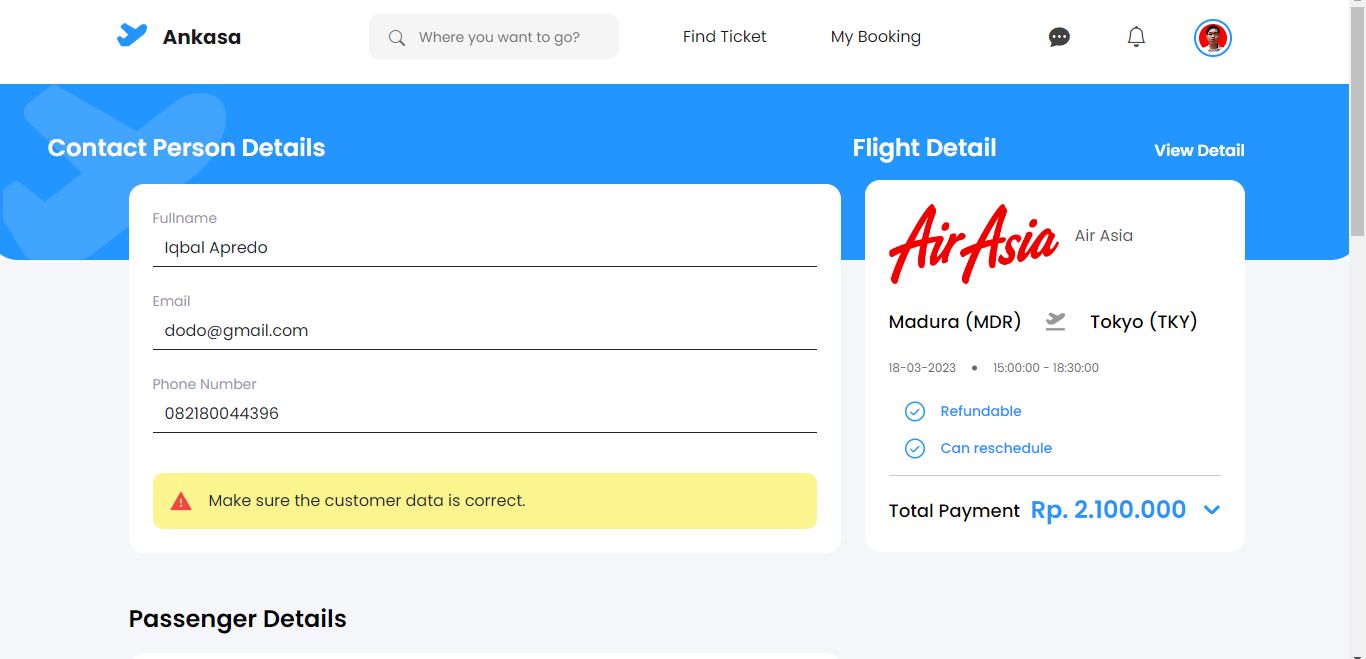 Ankasa
Where you want to go?
Find Ticket
My Booking
Contact Person Details
Fullname
Iqbal Apredo
Email
dodo@gmail.com
Phone Number
082180044396
Make sure the customer data is correct.
Flight Detail
View Detail
AirAsia
Air Asia
Madura (MDR)
Tokyo (TKY)
18-03-2023 • 15:00:00 - 18:30:00
Refundable
Can reschedule
Total Payment Rp. 2.100.000
Passenger Details